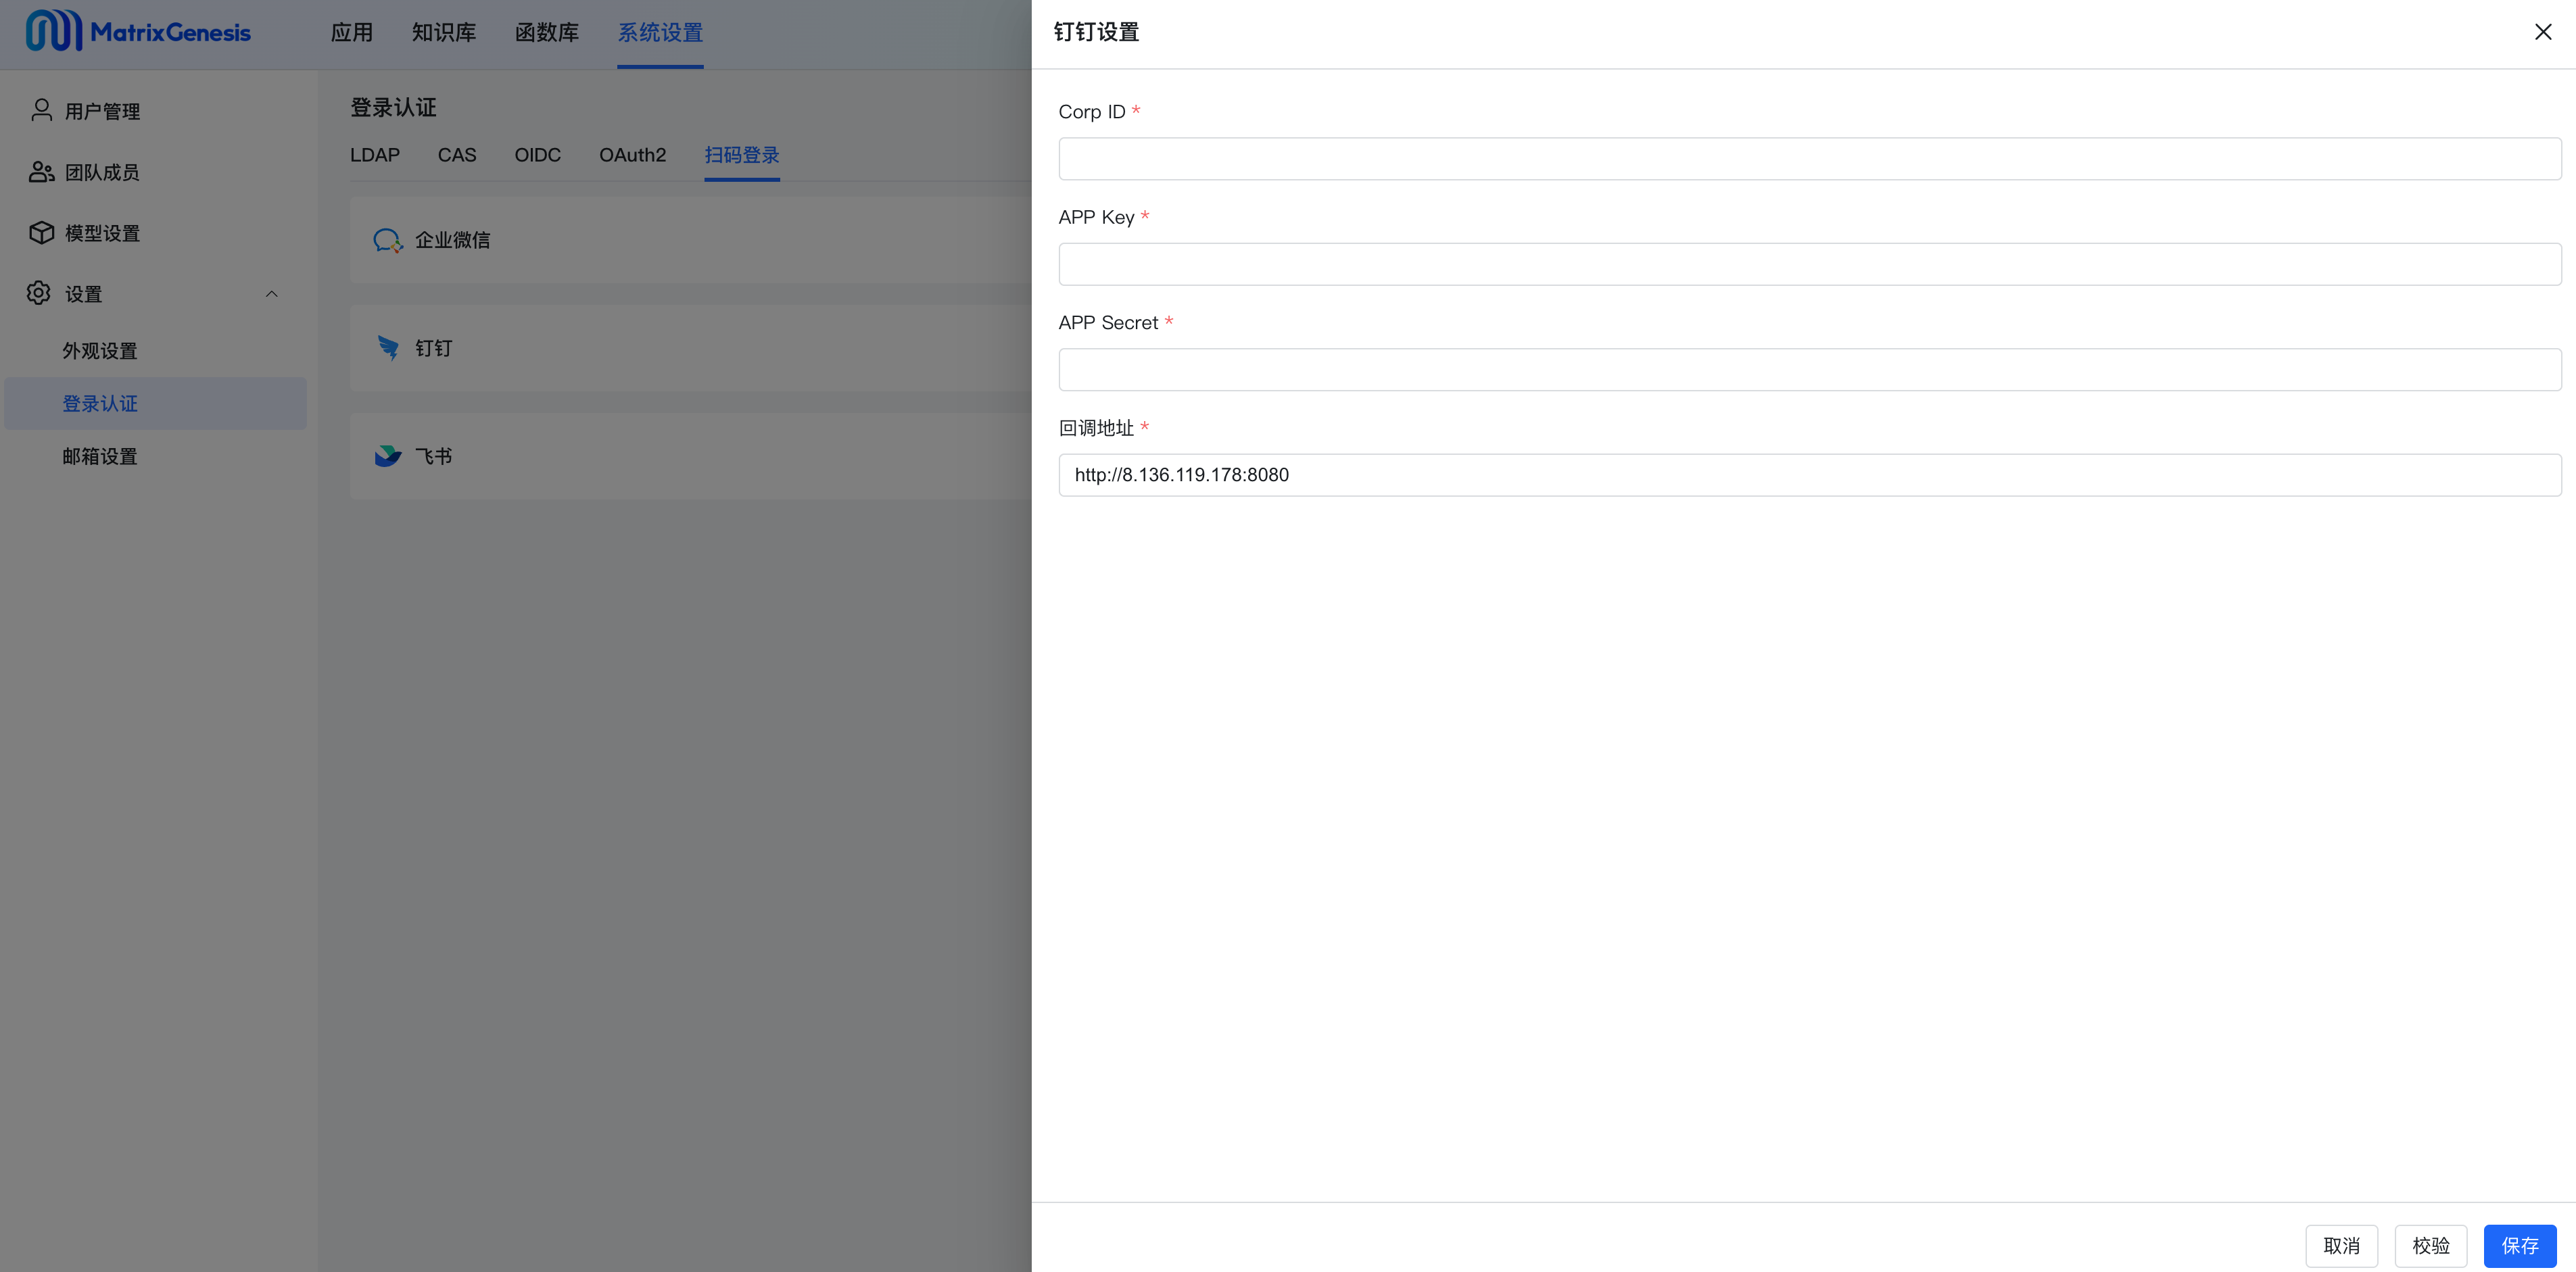 MatrixGenesis
应用
知识库
函数库
系统设置
用户管理
团队成员
模型设置
设置
外观设置
登录认证
邮箱设置
登录认证
LDAP
CAS
OIDC
OAuth2
扫码登录
企业微信
钉钉
飞书
钉钉设置
Corp ID *
APP Key *
APP Secret *
回调地址 *
http://8.136.119.178:8080
取消
校验
保存